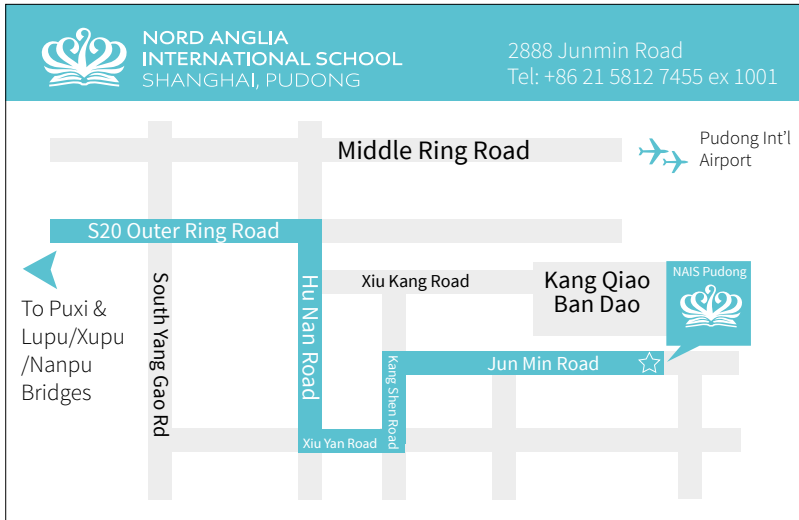 NORD ANGLIA
INTERNATIONAL SCHOOL
SHANGHAI, PUDONG
2888 Junmin Road
Tel: +86 21 5812 7455 ex 1001
Middle Ring Road
Pudong Int'l
Airport
S20 Outer Ring Road
To Puxi &
Lupu/Xupu
/Nanpu
Bridges
South Yang Gao Rd
Hu Nan Road
Xiu Kang Road
Kang Qiao
Ban Dao
NAIS Pudong
Kang Shen Road
Jun Min Road
Xiu Yan Road